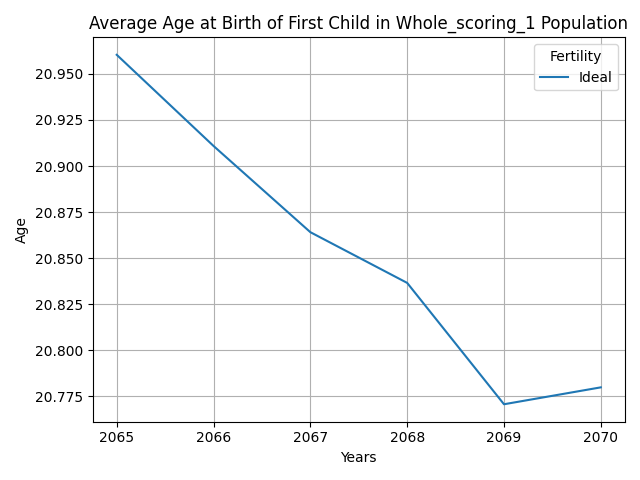 Average Age at Birth of First Child in Whole_scoring_1 Population
Fertility
Ideal
20.950
20.925
20.900
20.875
20.850
20.825
20.800
20.775
Age
2065 2066 2067 2068 2069 2070
Years